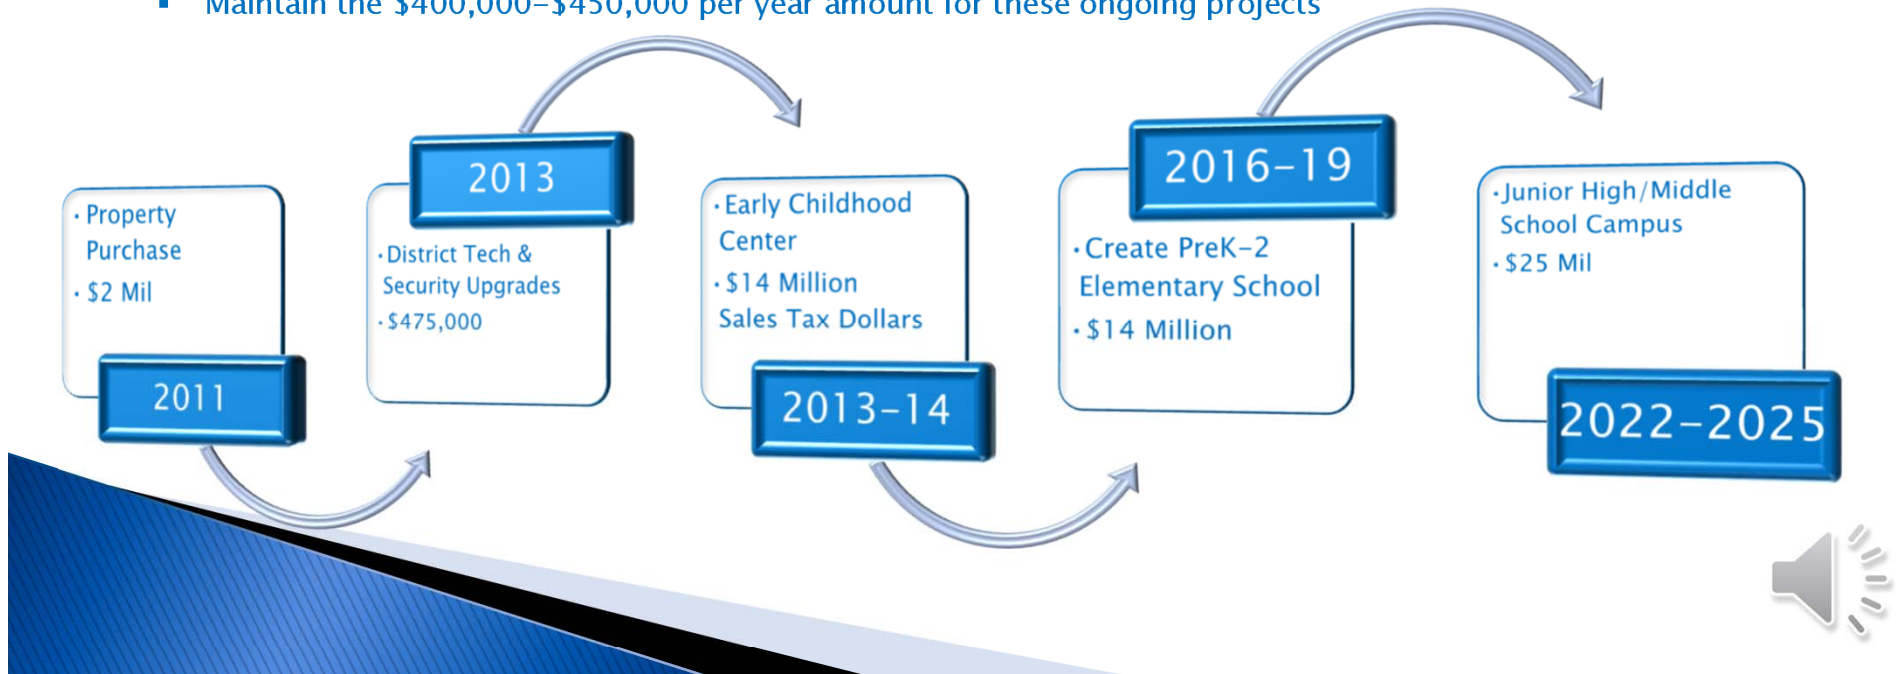 ▪ Maintain the $400,000-$450,000 per year amount for these ongoing projects
· Property
Purchase
· $2 Mil
2011
2013
· District Tech &
Security Upgrades
· $475,000
· Early Childhood
Center
· $14 Million
Sales Tax Dollars
2013-14
2016-19
· Create PreK-2
Elementary School
· $14 Million
· Junior High/Middle
School Campus
· $25 Mil
2022-2025